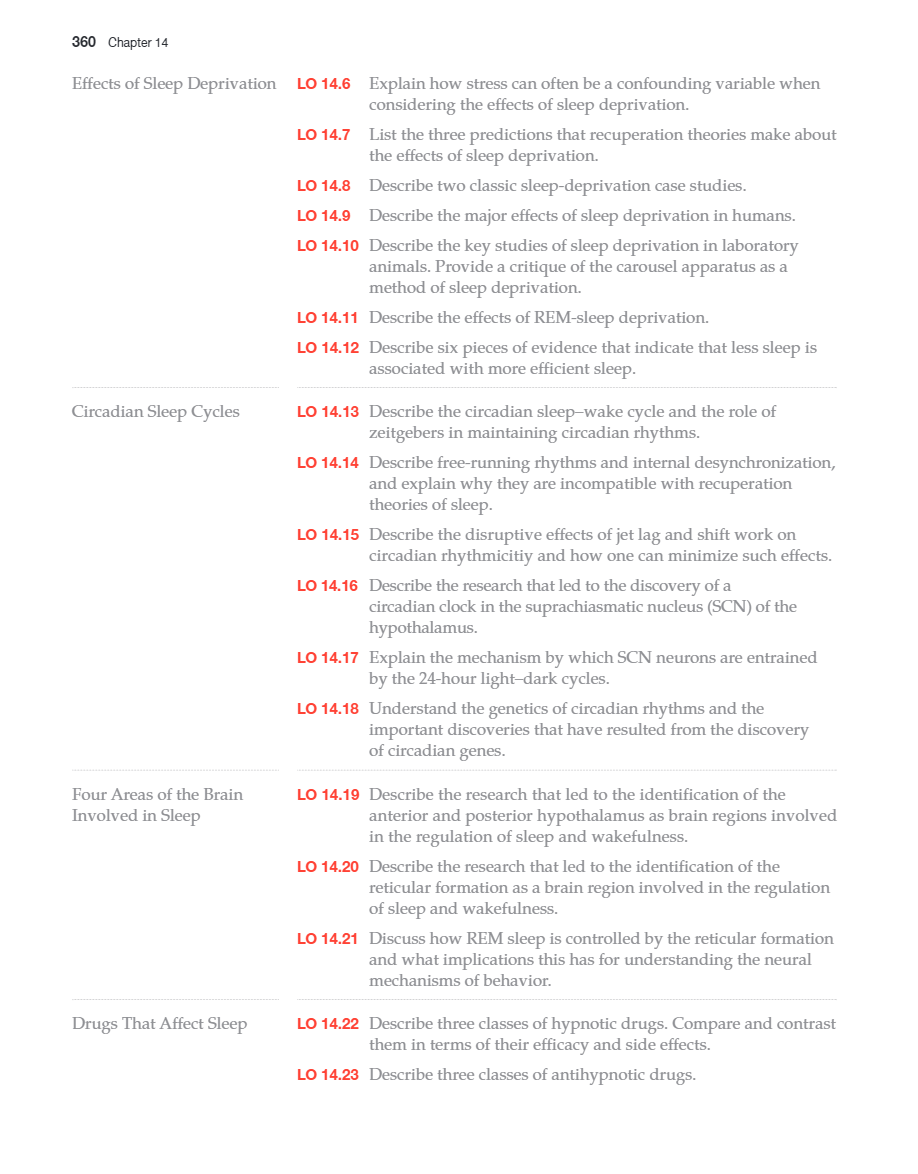 360 Chapter 14
Effects of Sleep Deprivation
LO 14.6 Explain how stress can often be a confounding variable when
considering the effects of sleep deprivation.
LO 14.7 List the three predictions that recuperation theories make about
the effects of sleep deprivation.
LO 14.8 Describe two classic sleep-deprivation case studies.
LO 14.9 Describe the major effects of sleep deprivation in humans.
LO 14.10 Describe the key studies of sleep deprivation in laboratory
animals. Provide a critique of the carousel apparatus as a
method of sleep deprivation.
LO 14.11 Describe the effects of REM-sleep deprivation.
LO 14.12 Describe six pieces of evidence that indicate that less sleep is
associated with more efficient sleep.
Circadian Sleep Cycles
LO 14.13 Describe the circadian sleep–wake cycle and the role of
zeitgebers in maintaining circadian rhythms.
LO 14.14 Describe free-running rhythms and internal desynchronization,
and explain why they are incompatible with recuperation
theories of sleep.
LO 14.15 Describe the disruptive effects of jet lag and shift work on
circadian rhythmicitiy and how one can minimize such effects.
LO 14.16 Describe the research that led to the discovery of a
circadian clock in the suprachiasmatic nucleus (SCN) of the
hypothalamus.
LO 14.17 Explain the mechanism by which SCN neurons are entrained
by the 24-hour light–dark cycles.
LO 14.18 Understand the genetics of circadian rhythms and the
important discoveries that have resulted from the discovery
of circadian genes.
Four Areas of the Brain
Involved in Sleep
LO 14.19 Describe the research that led to the identification of the
anterior and posterior hypothalamus as brain regions involved
in the regulation of sleep and wakefulness.
LO 14.20 Describe the research that led to the identification of the
reticular formation as a brain region involved in the regulation
of sleep and wakefulness.
LO 14.21 Discuss how REM sleep is controlled by the reticular formation
and what implications this has for understanding the neural
mechanisms of behavior.
Drugs That Affect Sleep
LO 14.22 Describe three classes of hypnotic drugs. Compare and contrast
them in terms of their efficacy and side effects.
LO 14.23 Describe three classes of antihypnotic drugs.